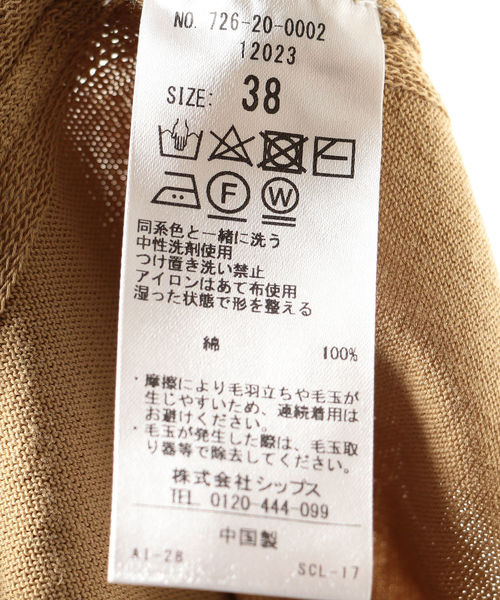 NO. 726-20-0002
12023
SIZE: 38
F W
同系色と一緒に洗う
中性洗剤使用
つけ置き洗い禁止
アイロンはあて布使用
湿った状態で形を整える
綿 100%
・摩擦により毛羽立ちや毛玉が
生じやすいため、連続着用は
お避けください。
・毛玉が発生した際は、毛玉取
り器等で除去してください。
株式会社シップス
TEL. 0120-444-099
中国製
AI-28 SCL-17